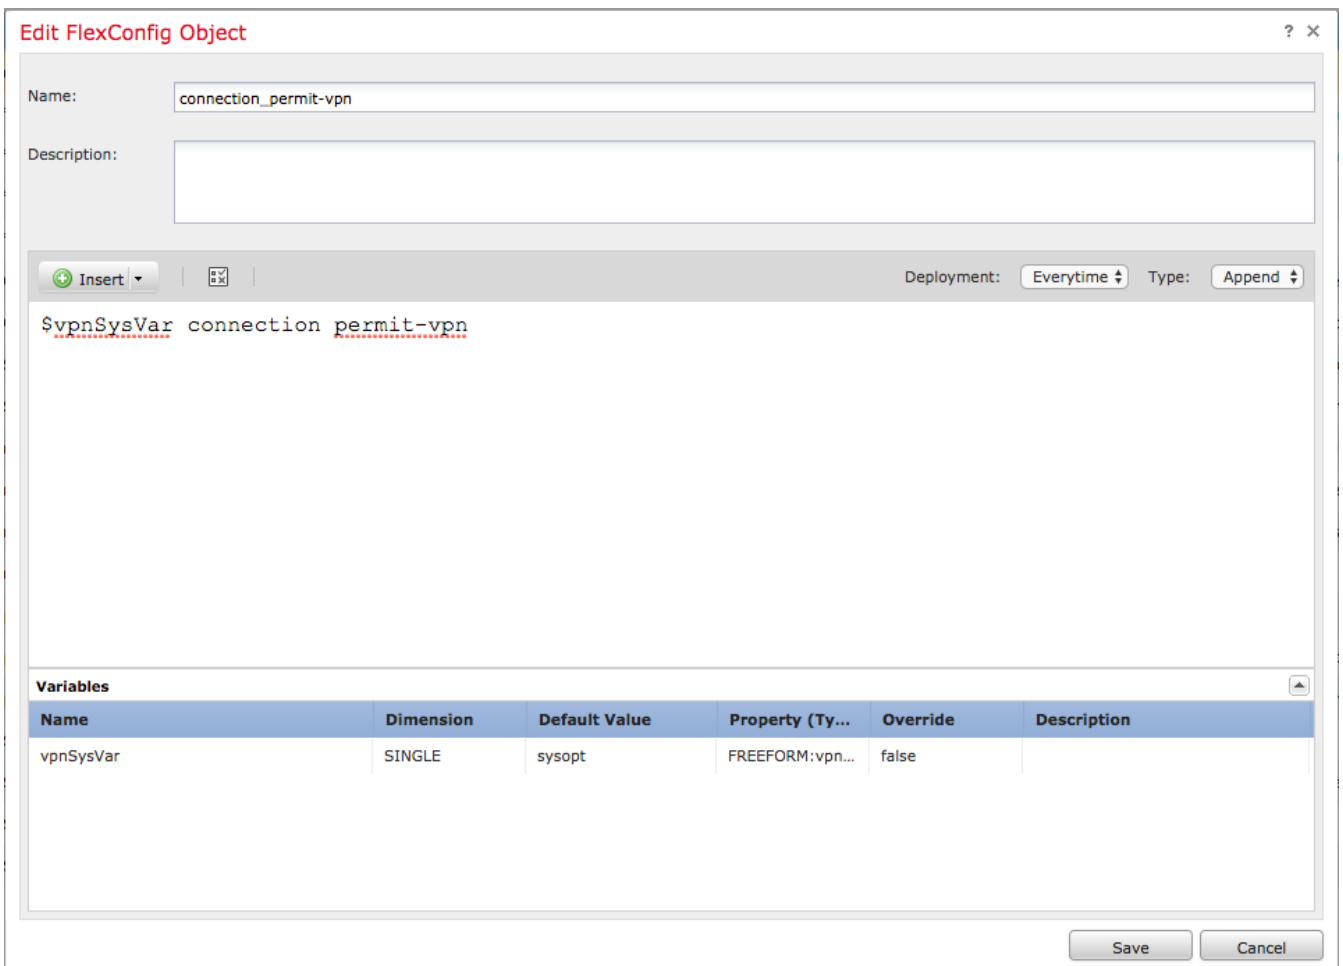 Edit FlexConfig Object ? ×
Name: connection_permit-vpn
Description:
Insert Deployment: Everytime Type: Append
$vpnSysVar connection permit-vpn
Variables
Name Dimension Default Value Property (Ty... Override Description
vpnSysVar SINGLE sysopt FREEFORM:vpn... false
Save Cancel